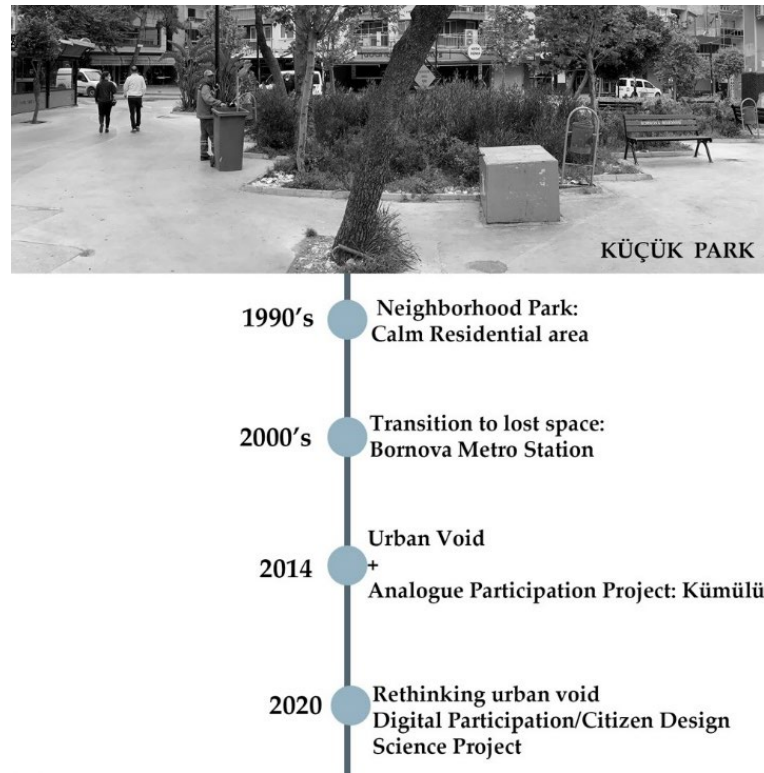 KÜÇÜK PARK
1990’s
Neighborhood Park:
Calm Residential area
2000’s
Transition to lost space:
Bornova Metro Station
2014
Urban Void
+
Analogue Participation Project: Kümülü
2020
Rethinking urban void
Digital Participation/Citizen Design
Science Project